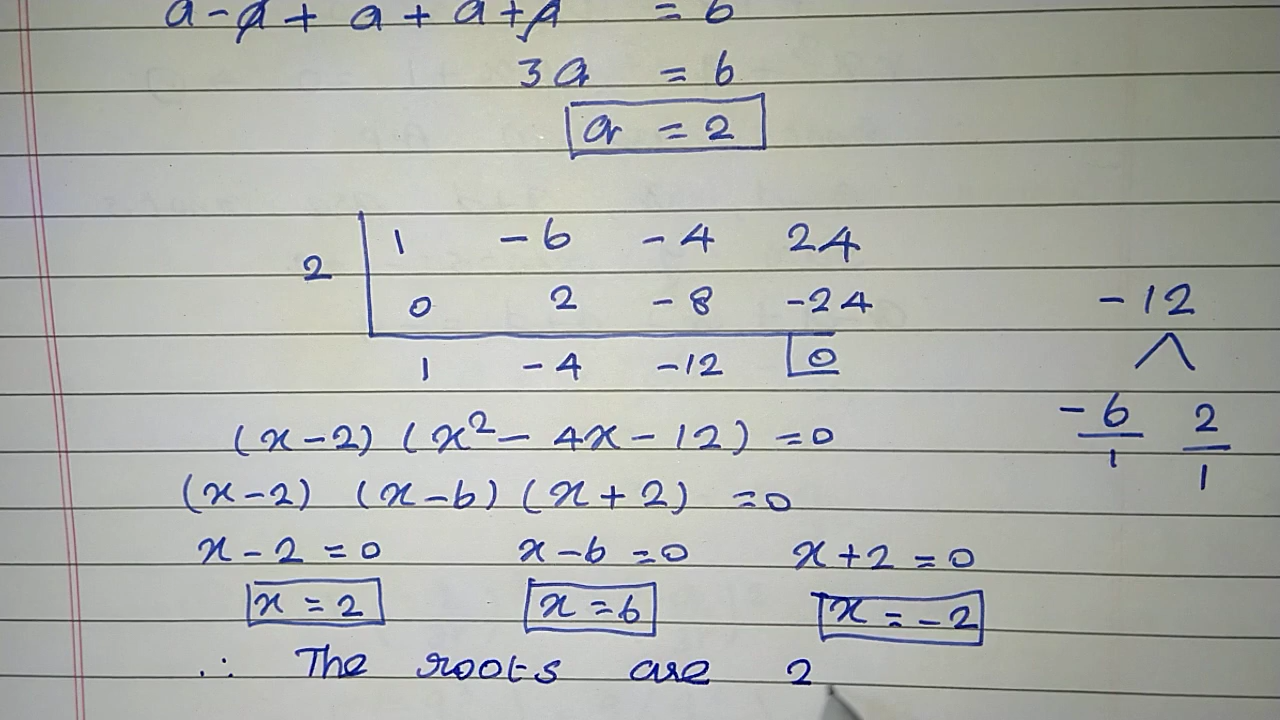 a - d + a + a + d = 6
3a = 6
a = 2
2 | 1 -6 -4 24
0 2 -8 -24
1 -4 -12 |0
-12
-6/1 2/1
(x-2) (x² - 4x - 12) = 0
(x-2) (x-6) (x+2) = 0
x - 2 = 0 x - 6 = 0 x + 2 = 0
x = 2 x = 6 x = -2
∴ The roots are 2